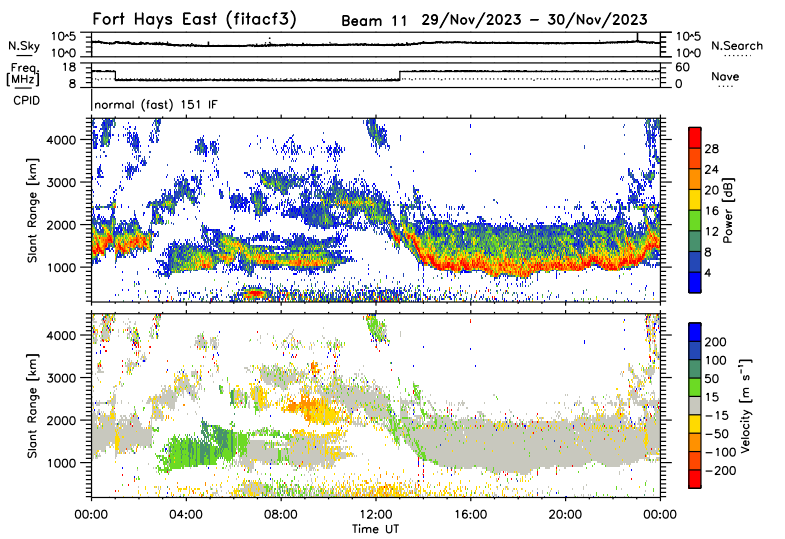 Fort Hays East (fitacf3) Beam 11 29/Nov/2023 - 30/Nov/2023
N.Sky 10^5 10^0 10^5 10^0 N.Search
Freq. [MHz] 18 8 60 0 Nave
CPID normal (fast) 151 IF
Slant Range [km]
4000
3000
2000
1000
28
24
20
16
12
8
4
Power [dB]
Slant Range [km]
4000
3000
2000
1000
200
100
50
15
-15
-50
-100
-200
Velocity [m s^-1]
00:00 04:00 08:00 12:00 16:00 20:00 00:00
Time UT